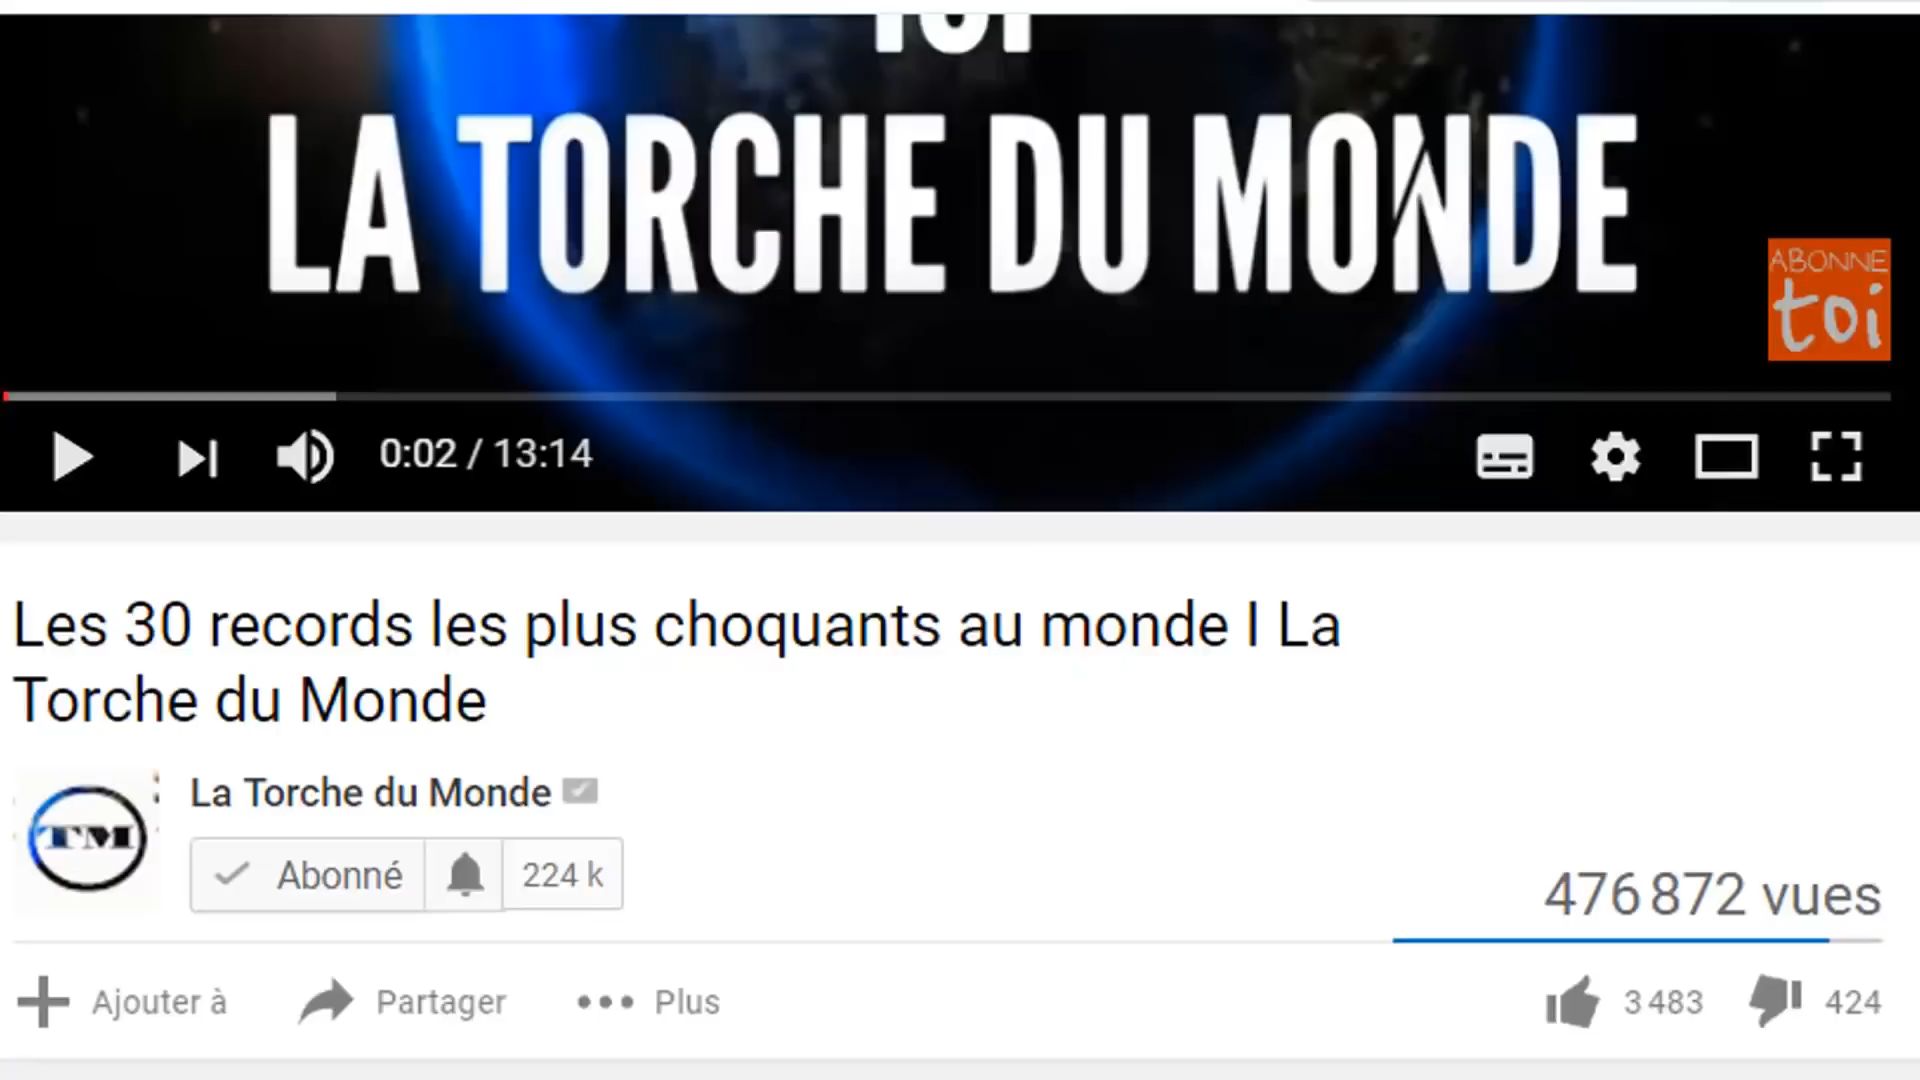 LA TORCHE DU MONDE
ABONNE
toi
0:02 / 13:14
Les 30 records les plus choquants au monde I La
Torche du Monde
TM
La Torche du Monde
Abonné 224 k
476 872 vues
Ajouter à Partager Plus 3 483 424